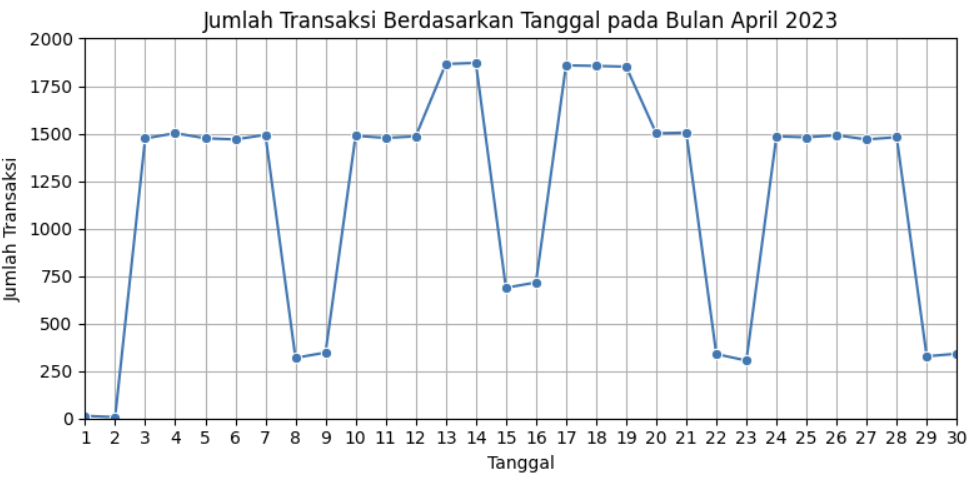 Jumlah Transaksi Berdasarkan Tanggal pada Bulan April 2023
2000
1750
1500
1250
1000
750
500
250
0
Jumlah Transaksi
1 2 3 4 5 6 7 8 9 10 11 12 13 14 15 16 17 18 19 20 21 22 23 24 25 26 27 28 29 30
Tanggal